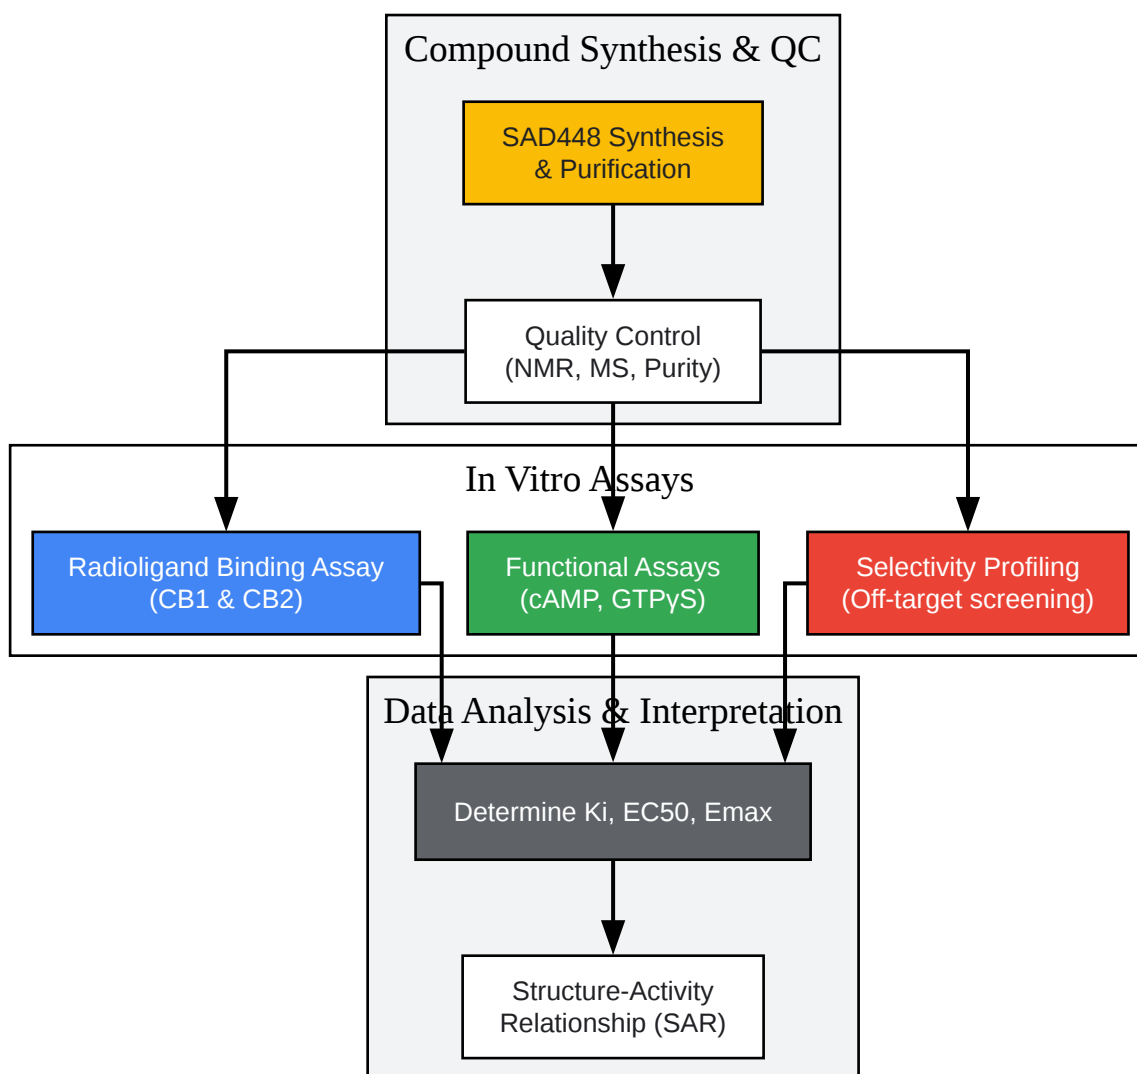 Compound Synthesis & QC
SAD448 Synthesis
& Purification
Quality Control
(NMR, MS, Purity)
In Vitro Assays
Radioligand Binding Assay
(CB1 & CB2)
Functional Assays
(cAMP, GTPγS)
Selectivity Profiling
(Off-target screening)
Data Analysis & Interpretation
Determine Ki, EC50, Emax
Structure-Activity
Relationship (SAR)